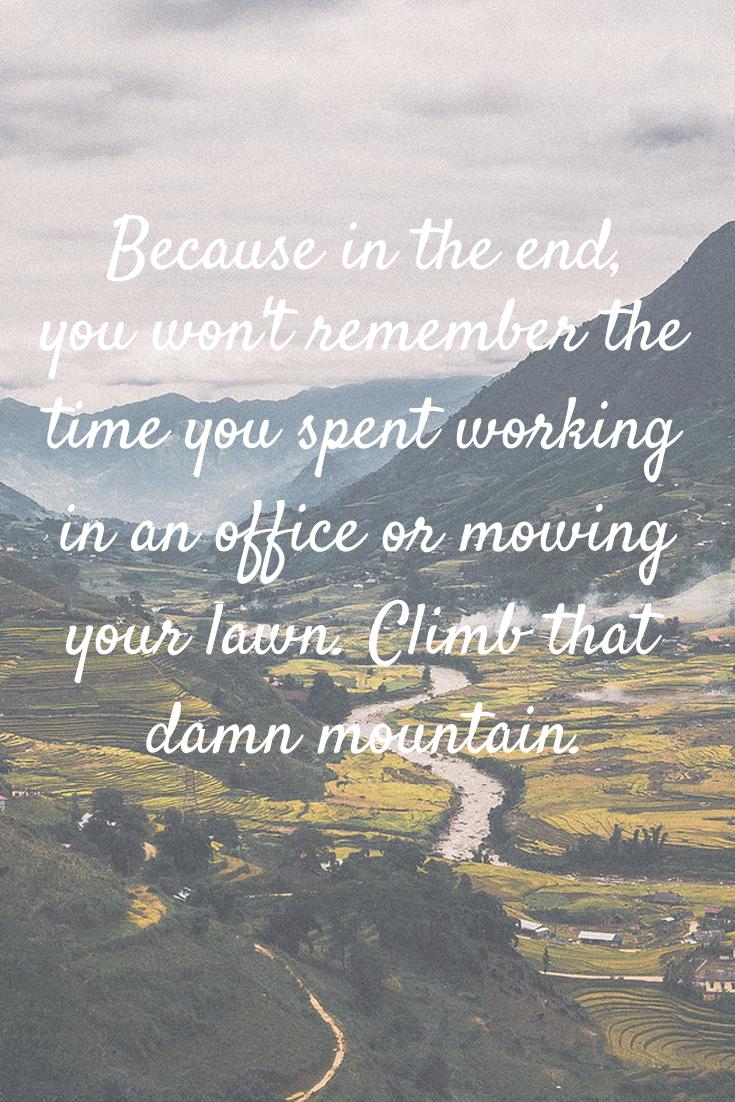 Because in the end,
you won't remember the
time you spent working
in an office or mowing
your lawn. Climb that
damn mountain.